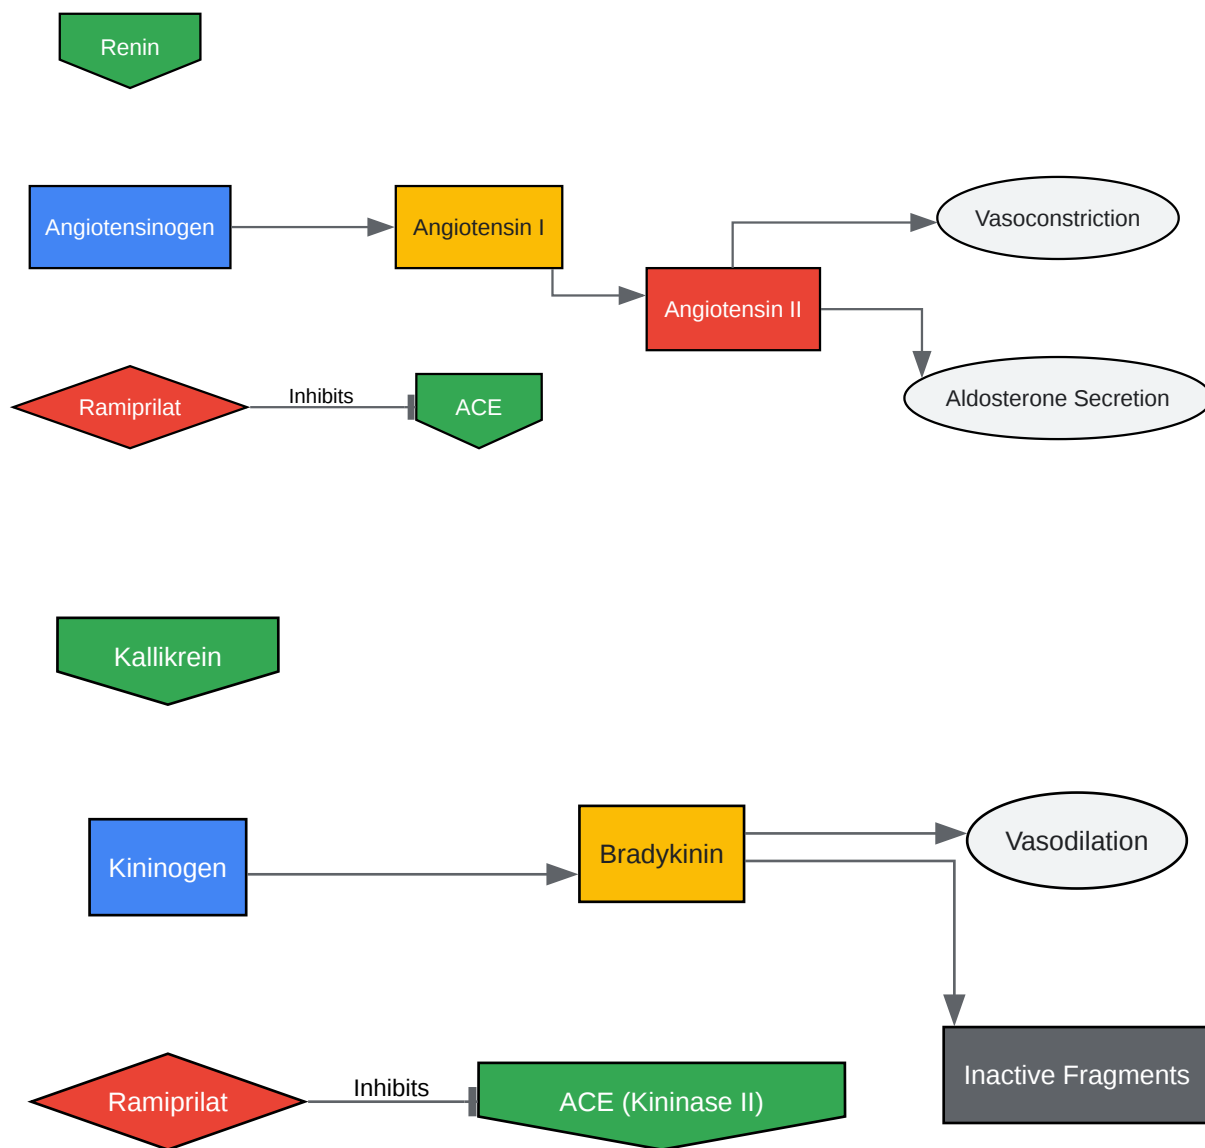 Renin
Angiotensinogen
Angiotensin I
Vasoconstriction
Angiotensin II
Ramiprilat
Inhibits
ACE
Aldosterone Secretion
Kallikrein
Kininogen
Bradykinin
Vasodilation
Ramiprilat
Inhibits
ACE (Kininase II)
Inactive Fragments